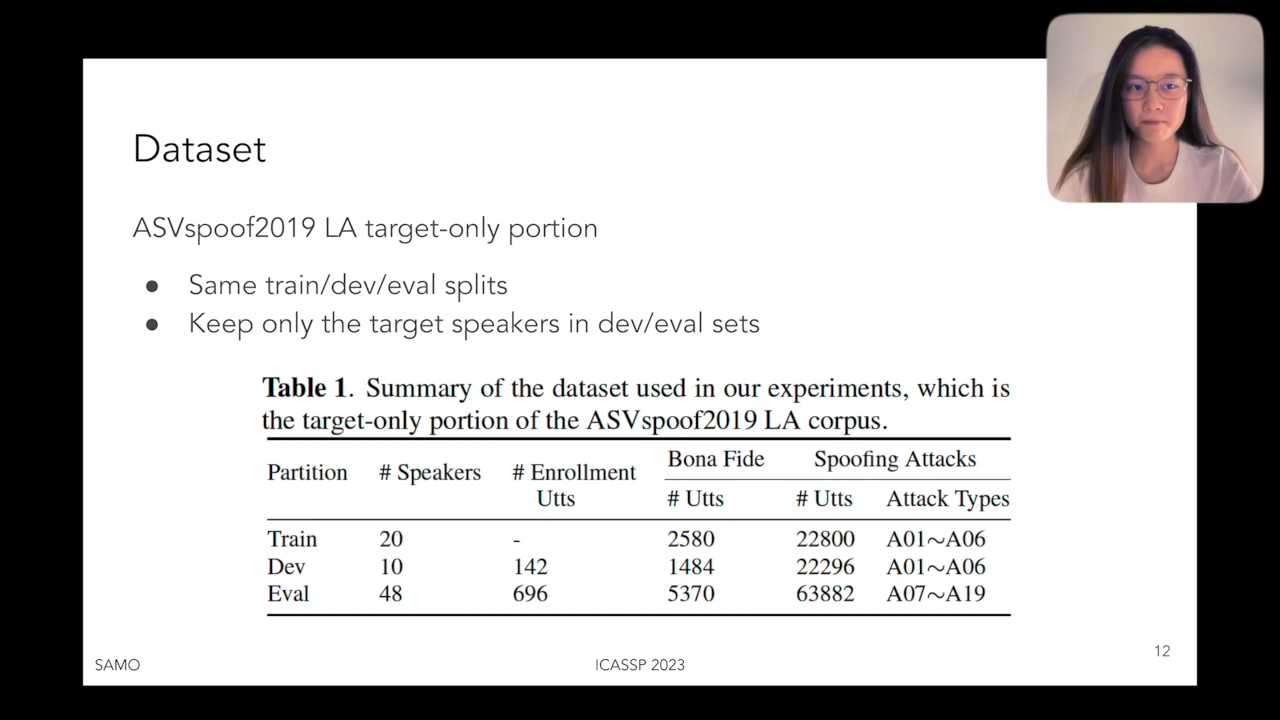 Dataset
ASVspoof2019 LA target-only portion
● Same train/dev/eval splits
● Keep only the target speakers in dev/eval sets
Table 1. Summary of the dataset used in our experiments, which is
the target-only portion of the ASVspoof2019 LA corpus.
Partition # Speakers # Enrollment Utts Bona Fide Spoofing Attacks
# Utts # Utts Attack Types
Train 20 - 2580 22800 A01~A06
Dev 10 142 1484 22296 A01~A06
Eval 48 696 5370 63882 A07~A19
SAMO ICASSP 2023 12